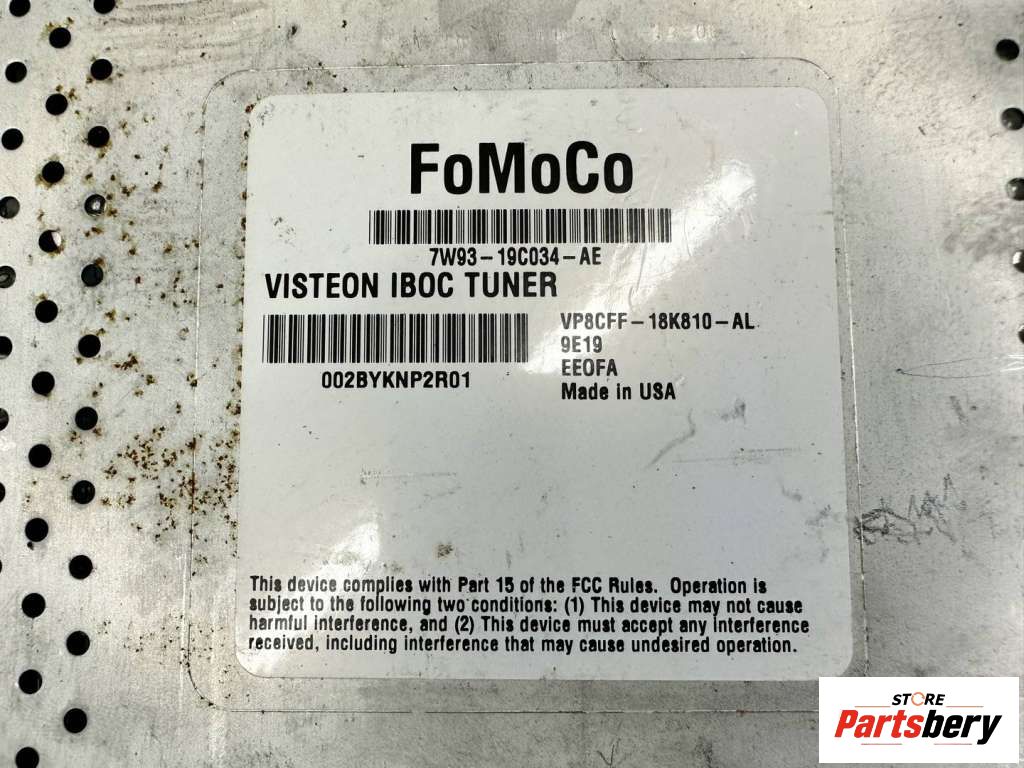 FoMoCo
7W93-19C034-AE
VISTEON IBOC TUNER
VP8CFF-18K810-AL
9E19
EEOFA
Made in USA
002BYKNP2R01
This device complies with Part 15 of the FCC Rules. Operation is
subject to the following two conditions: (1) This device may not cause
harmful interference, and (2) This device must accept any interference
received, including interference that may cause undesired operation.
STORE
Partsbery